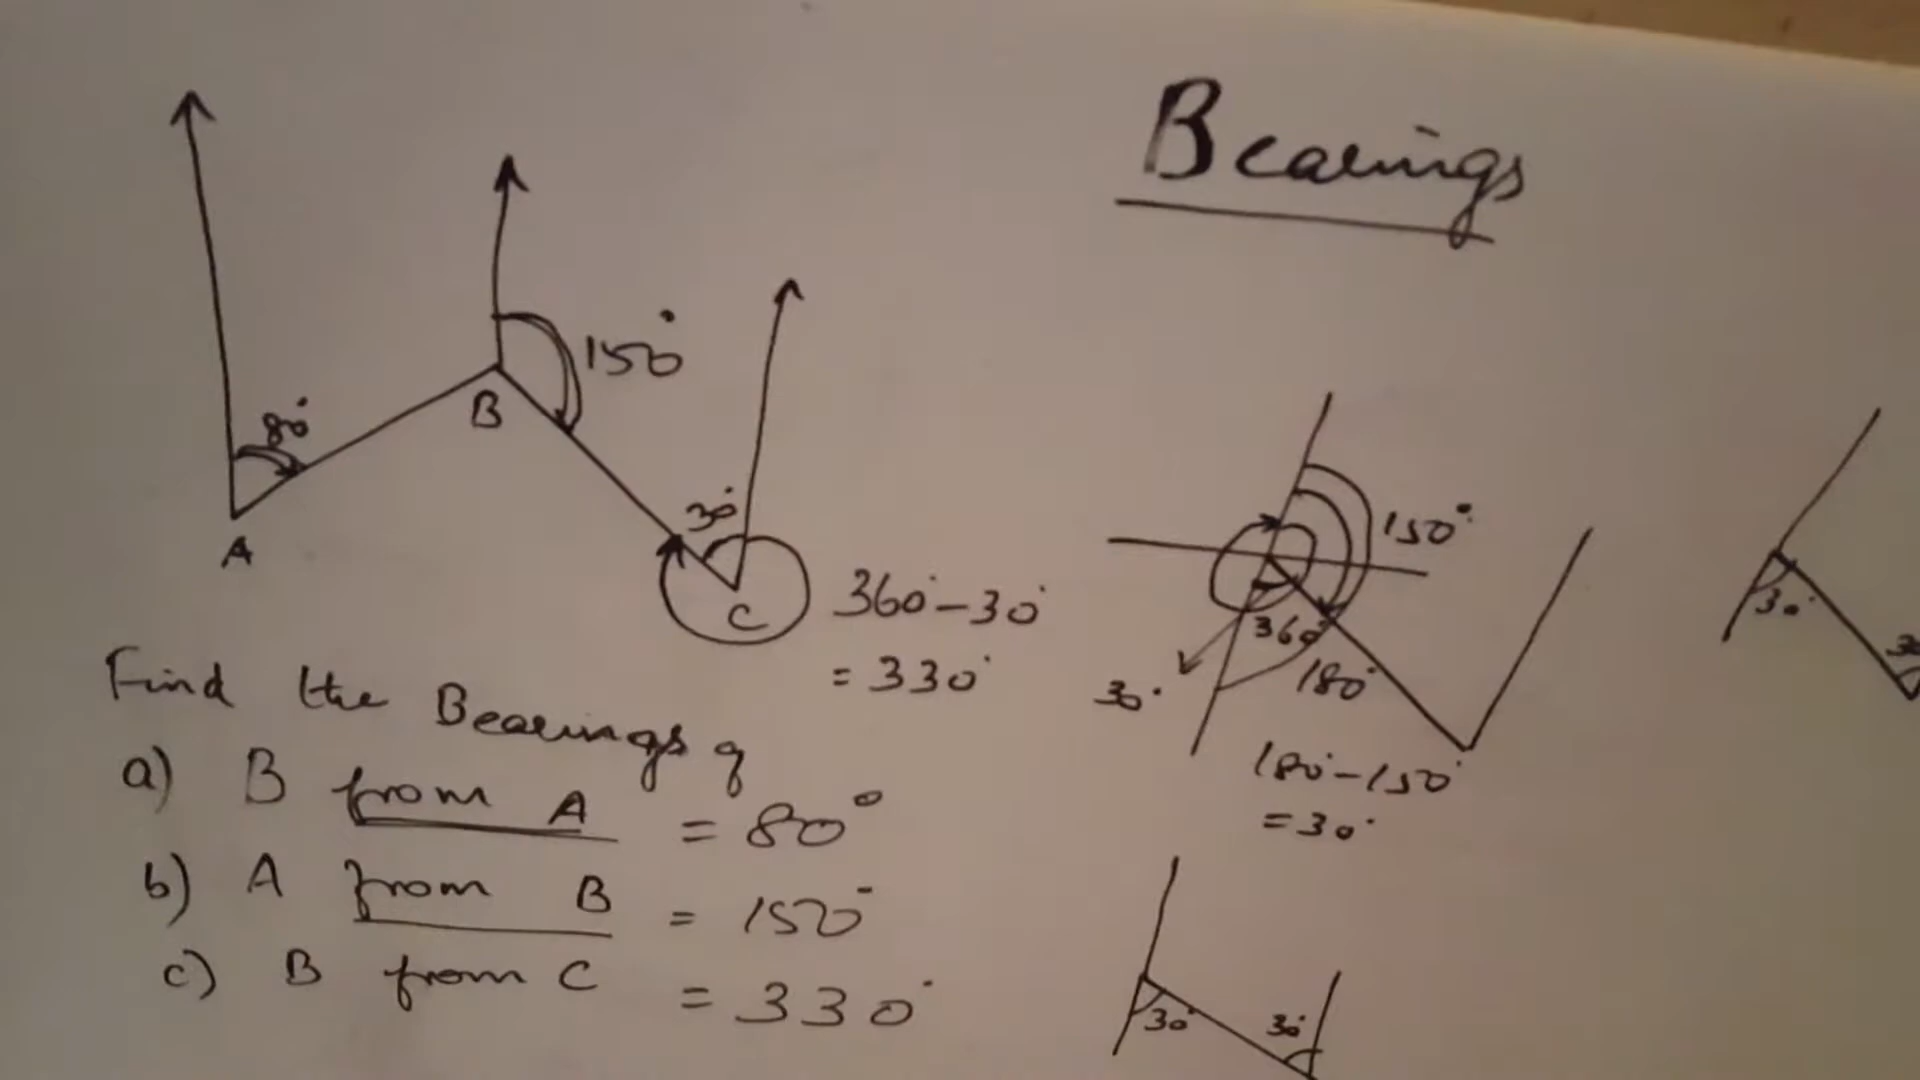 Bearings
80°
A
B
150°
30°
C
360° - 30°
= 330°
Find the Bearings of
a) B from A = 80°
b) A from B = 150°
c) B from C = 330°
150°
360°
180°
30°
180° - 150°
= 30°
30°
30°
30°
30°